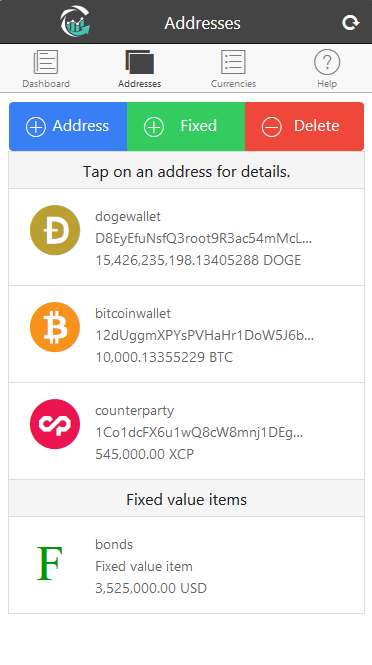 Addresses
Dashboard Addresses Currencies Help
Address Fixed Delete
Tap on an address for details.
dogewallet
D8EyEfuNsfQ3root9R3ac54mMcL...
15,426,235,198.13405288 DOGE
bitcoinwallet
12dUggmXPYsPVHaHr1DoW5J6b...
10,000.13355229 BTC
counterparty
1Co1dcFX6u1wQ8cW8mnj1DEg...
545,000.00 XCP
Fixed value items
F
bonds
Fixed value item
3,525,000.00 USD